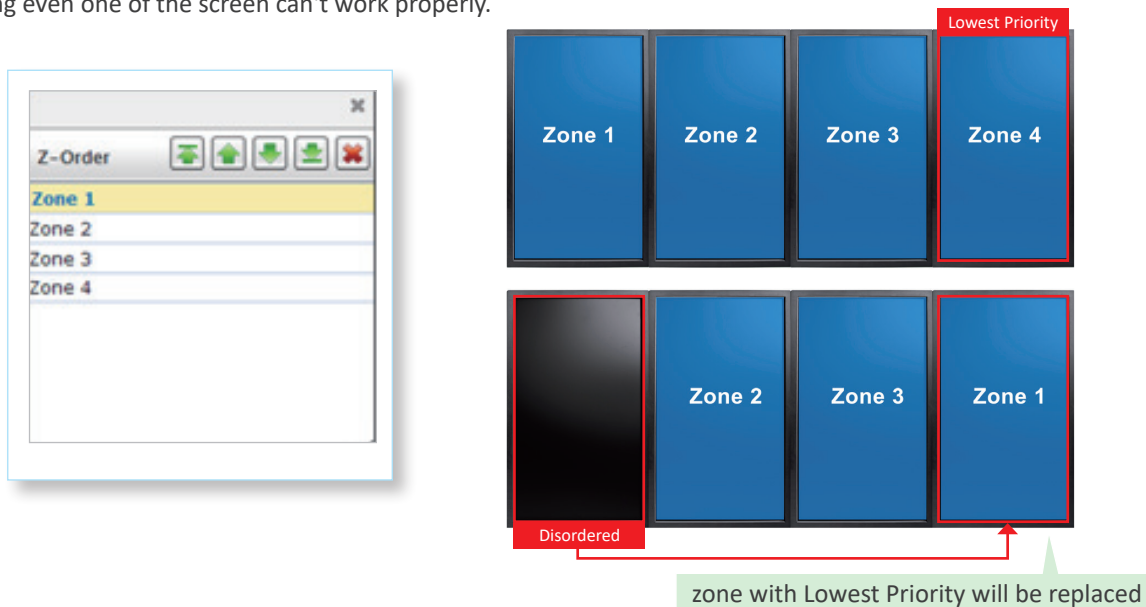 ng even one of the screen can't work properly.
Z-Order
Zone 1
Zone 2
Zone 3
Zone 4
Lowest Priority
Zone 1 Zone 2 Zone 3 Zone 4
Zone 2 Zone 3 Zone 1
Disordered
zone with Lowest Priority will be replaced